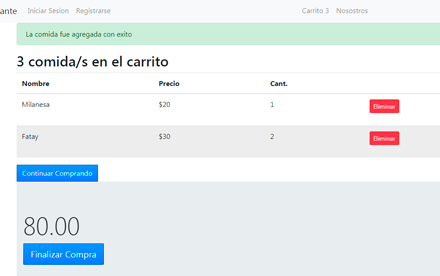 ante Iniciar Sesion Registrarse Carrito 3 Nosostros
La comida fue agregada con exito
3 comida/s en el carrito
Nombre Precio Cant.
Milanesa $20 1 Eliminar
Fatay $30 2 Eliminar
Continuar Comprando
80.00
Finalizar Compra